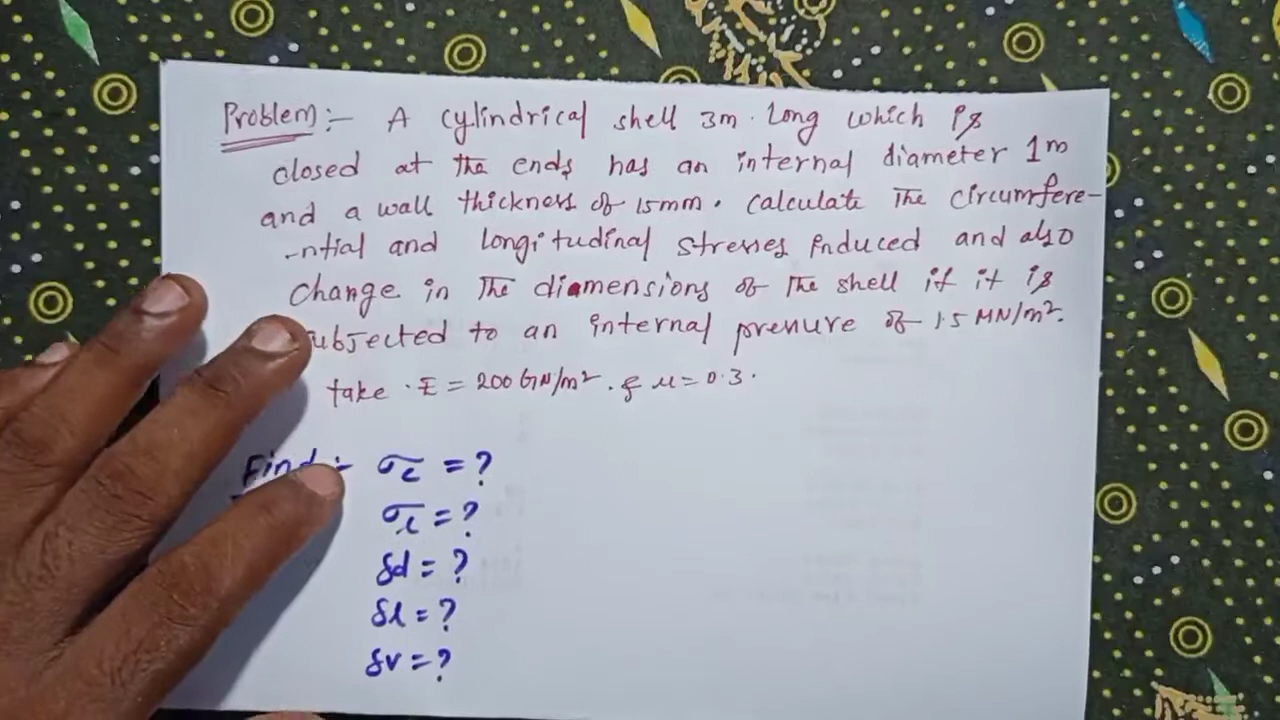 Problem:- A cylindrical shell 3m. long which is
closed at the ends has an internal diameter 1m
and a wall thickness of 15mm. calculate The circumfere-
-ntial and longitudinal stresses induced and also
change in The diamensions of The shell if it is
subjected to an internal pressure of 1.5 MN/m².
take . E = 200 GN/m² . & μ = 0.3 .
Find:- σc = ?
σl = ?
δd = ?
δl = ?
δv = ?